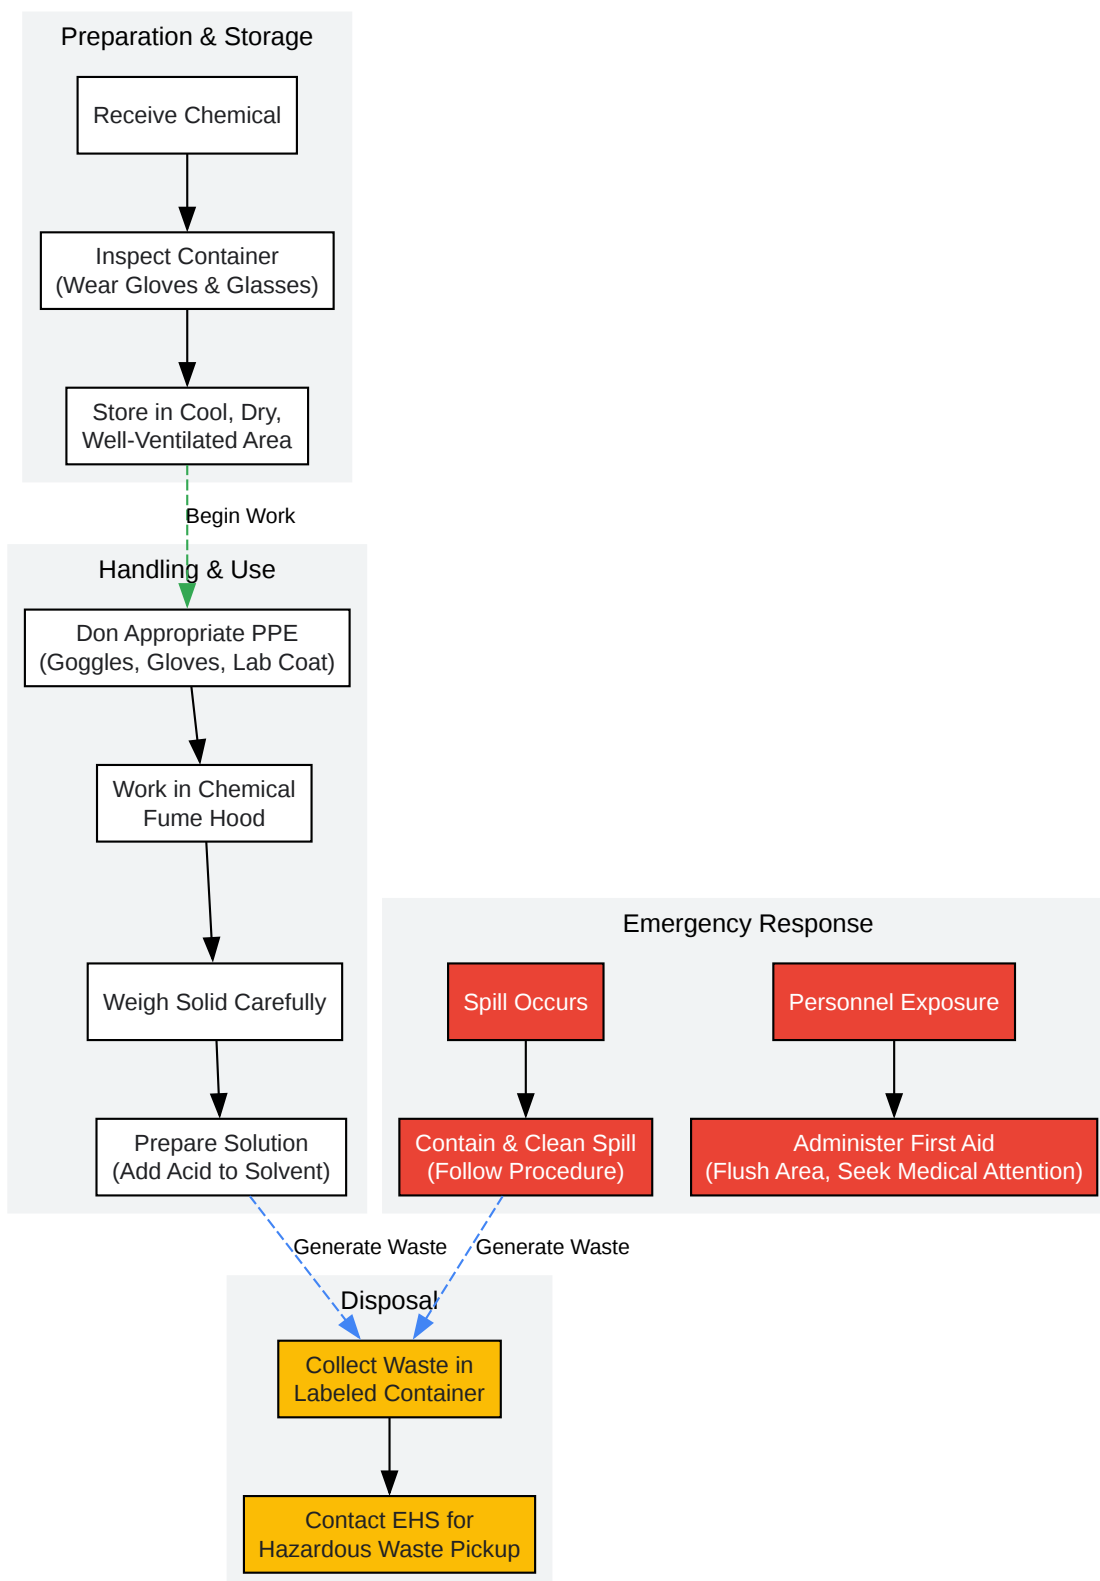 Preparation & Storage
Receive Chemical
Inspect Container
(Wear Gloves & Glasses)
Store in Cool, Dry,
Well-Ventilated Area
Begin Work
Handling & Use
Don Appropriate PPE
(Goggles, Gloves, Lab Coat)
Work in Chemical
Fume Hood
Weigh Solid Carefully
Prepare Solution
(Add Acid to Solvent)
Emergency Response
Spill Occurs
Personnel Exposure
Contain & Clean Spill
(Follow Procedure)
Administer First Aid
(Flush Area, Seek Medical Attention)
Generate Waste
Generate Waste
Disposal
Collect Waste in
Labeled Container
Contact EHS for
Hazardous Waste Pickup